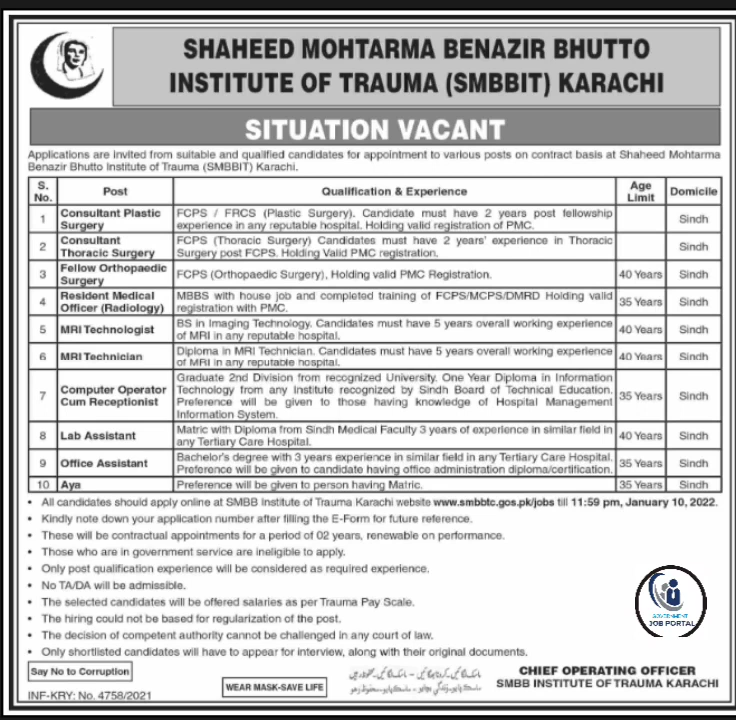 SHAHEED MOHTARMA BENAZIR BHUTTO
INSTITUTE OF TRAUMA (SMBBIT) KARACHI
SITUATION VACANT
Applications are invited from suitable and qualified candidates for appointment to various posts on contract basis at Shaheed Mohtarma
Benazir Bhutto Institute of Trauma (SMBBIT) Karachi.
S. No. Post Qualification & Experience Age Limit Domicile
1 Consultant Plastic Surgery FCPS / FRCS (Plastic Surgery). Candidate must have 2 years post fellowship
experience in any reputable hospital. Holding valid registration of PMC. Sindh
2 Consultant Thoracic Surgery FCPS (Thoracic Surgery) Candidates must have 2 years' experience in Thoracic
Surgery post FCPS. Holding Valid PMC registration. Sindh
3 Fellow Orthopaedic Surgery FCPS (Orthopaedic Surgery), Holding valid PMC Registration. 40 Years Sindh
4 Resident Medical Officer (Radiology) MBBS with house job and completed training of FCPS/MCPS/DMRD Holding valid
registration with PMC. 35 Years Sindh
5 MRI Technologist BS in Imaging Technology. Candidates must have 5 years overall working experience
of MRI in any reputable hospital. 40 Years Sindh
6 MRI Technician Diploma in MRI Technician. Candidates must have 5 years overall working experience
of MRI in any reputable hospital. 40 Years Sindh
7 Computer Operator Cum Receptionist Graduate 2nd Division from recognized University. One Year Diploma in Information
Technology from any Institute recognized by Sindh Board of Technical Education.
Preference will be given to those having knowledge of Hospital Management
Information System. 35 Years Sindh
8 Lab Assistant Matric with Diploma from Sindh Medical Faculty 3 years of experience in similar field in
any Tertiary Care Hospital. 40 Years Sindh
9 Office Assistant Bachelor's degree with 3 years experience in similar field in any Tertiary Care Hospital.
Preference will be given to candidate having office administration diploma/certification. 35 Years Sindh
10 Aya Preference will be given to person having Matric. 35 Years Sindh
• All candidates should apply online at SMBB Institute of Trauma Karachi website www.smbbtc.gos.pk/jobs till 11:59 pm, January 10, 2022.
• Kindly note down your application number after filling the E-Form for future reference.
• These will be contractual appointments for a period of 02 years, renewable on performance.
• Those who are in government service are ineligible to apply.
• Only post qualification experience will be considered as required experience.
• No TA/DA will be admissible.
• The selected candidates will be offered salaries as per Trauma Pay Scale.
• The hiring could not be based for regularization of the post.
• The decision of competent authority cannot be challenged in any court of law.
• Only shortlisted candidates will have to appear for interview, along with their original documents.
GOVERNMENT
JOB PORTAL
Say No to Corruption
INF-KRY: No. 4758/2021
WEAR MASK-SAVE LIFE
CHIEF OPERATING OFFICER
SMBB INSTITUTE OF TRAUMA KARACHI